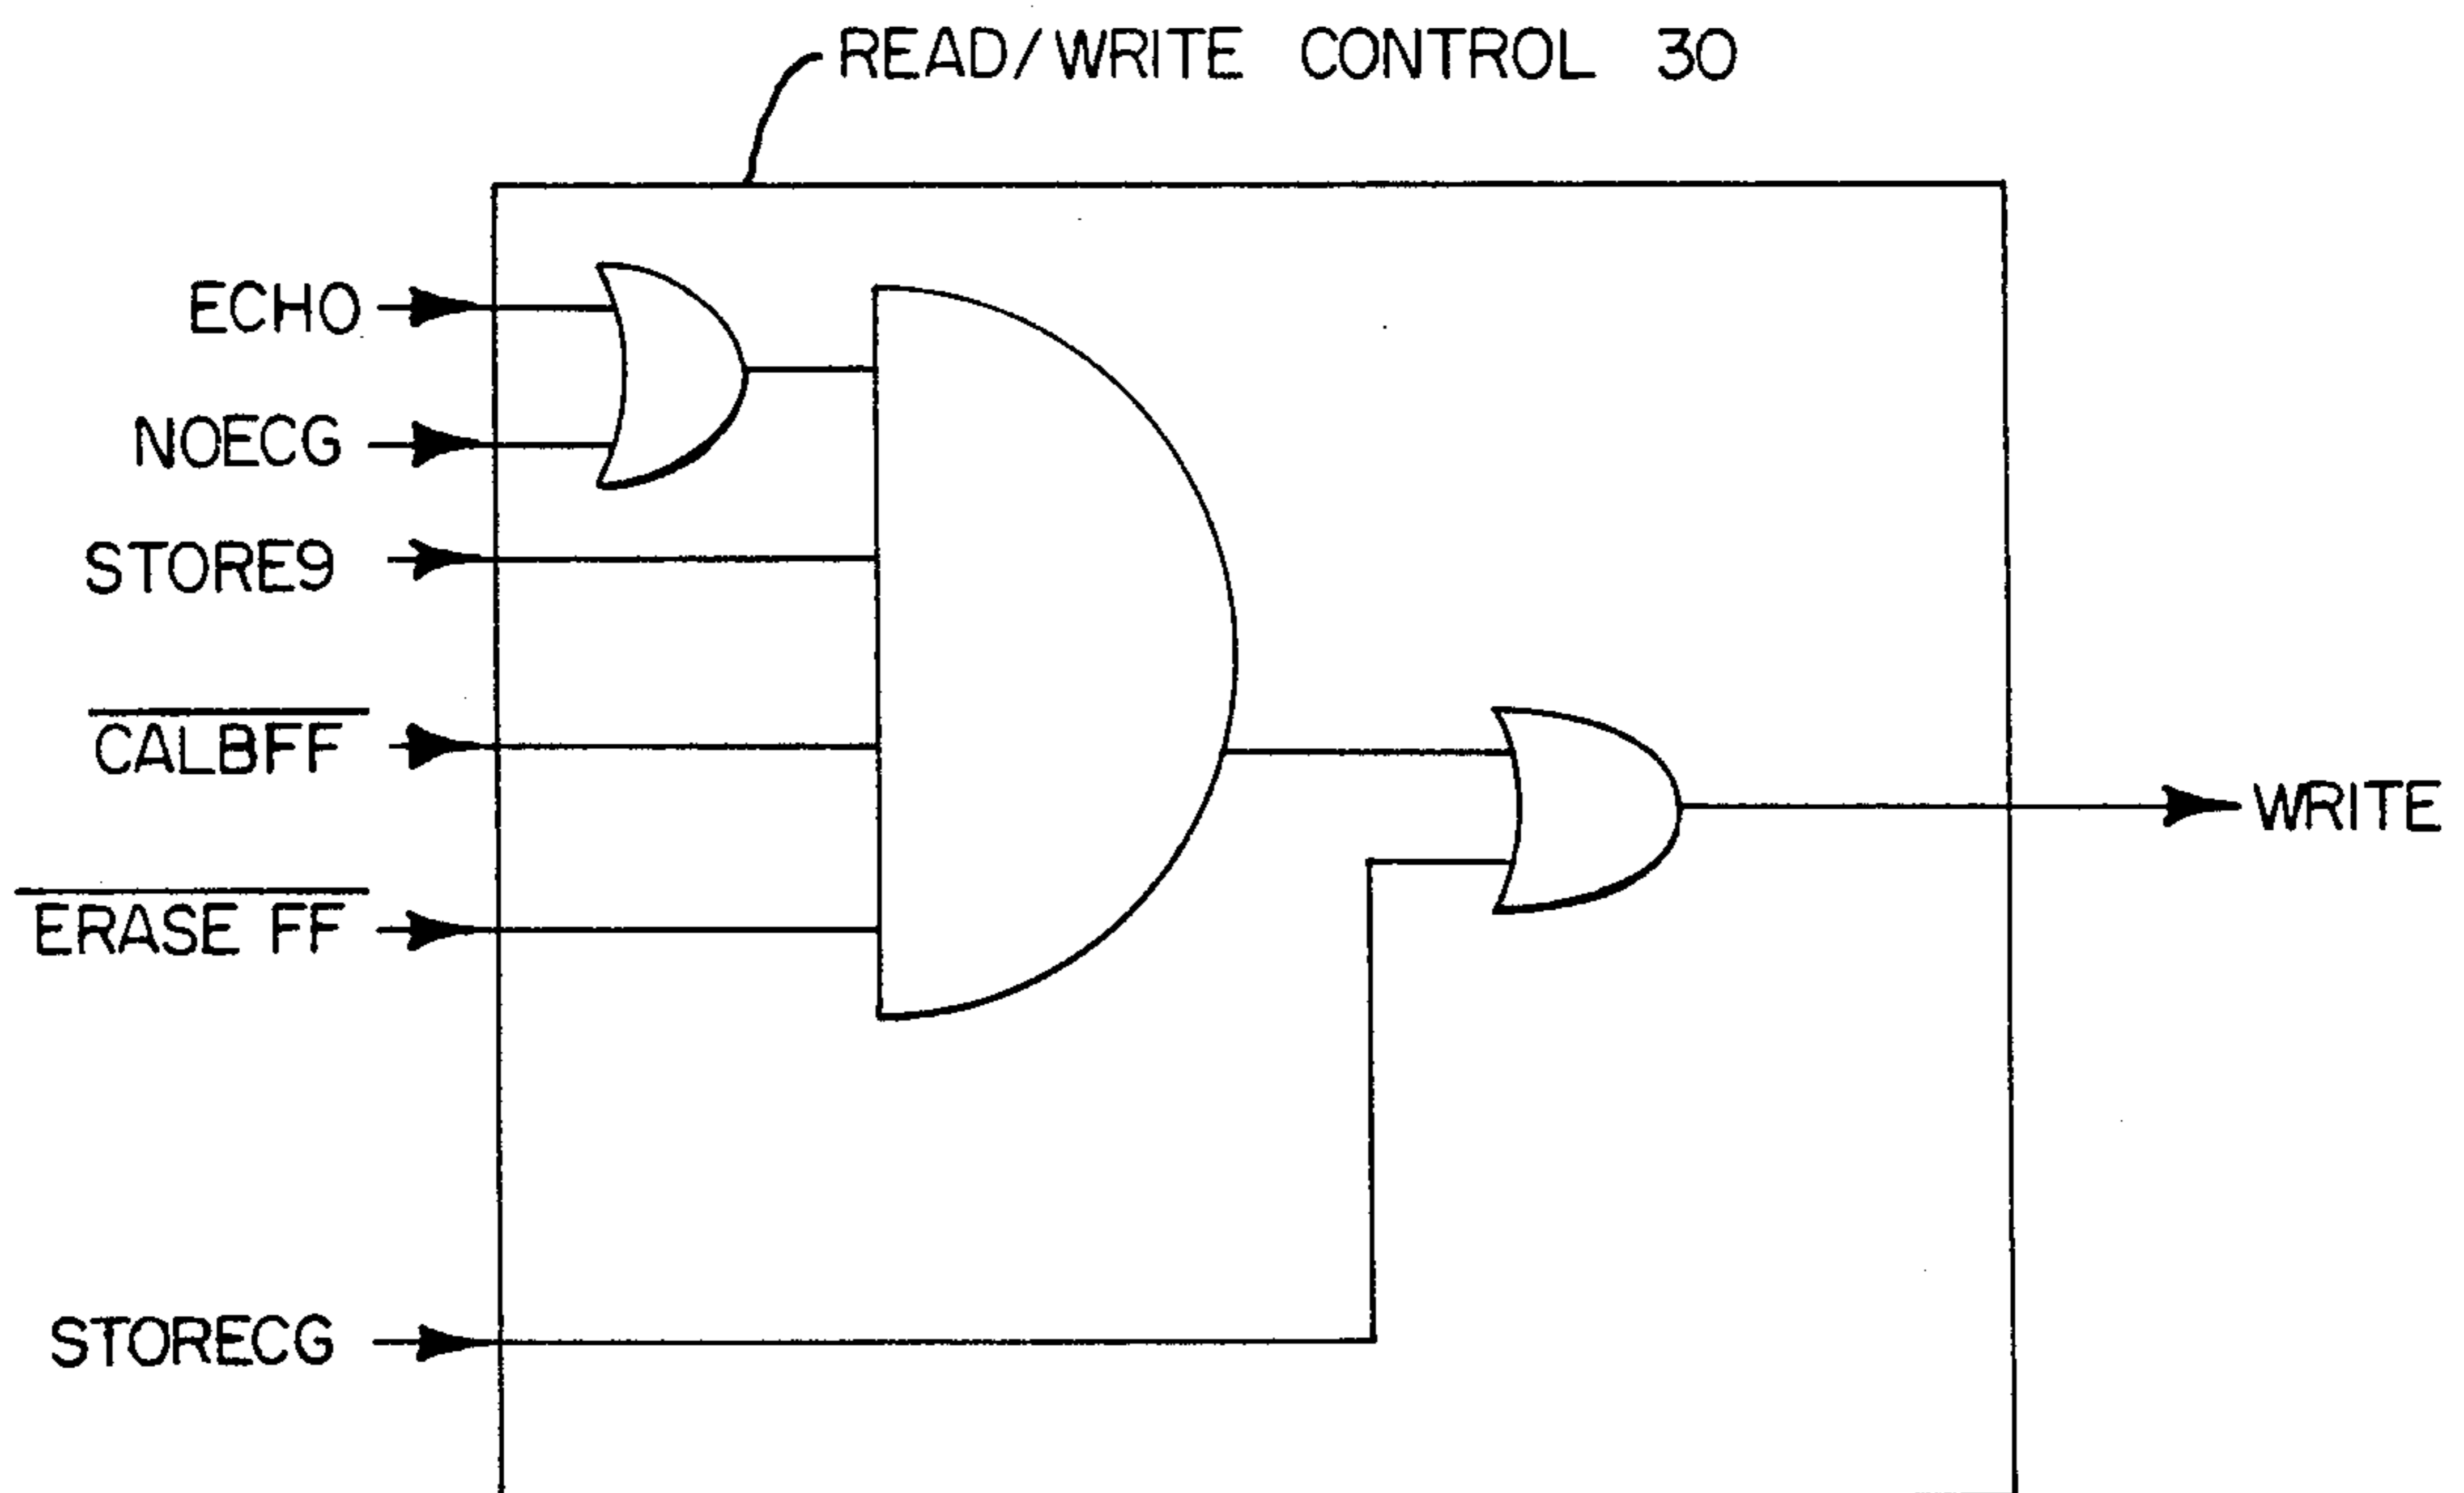 READ/WRITE CONTROL 30
ECHO
NOECG
STORE9
CALBFF
ERASE FF
WRITE
STORECG